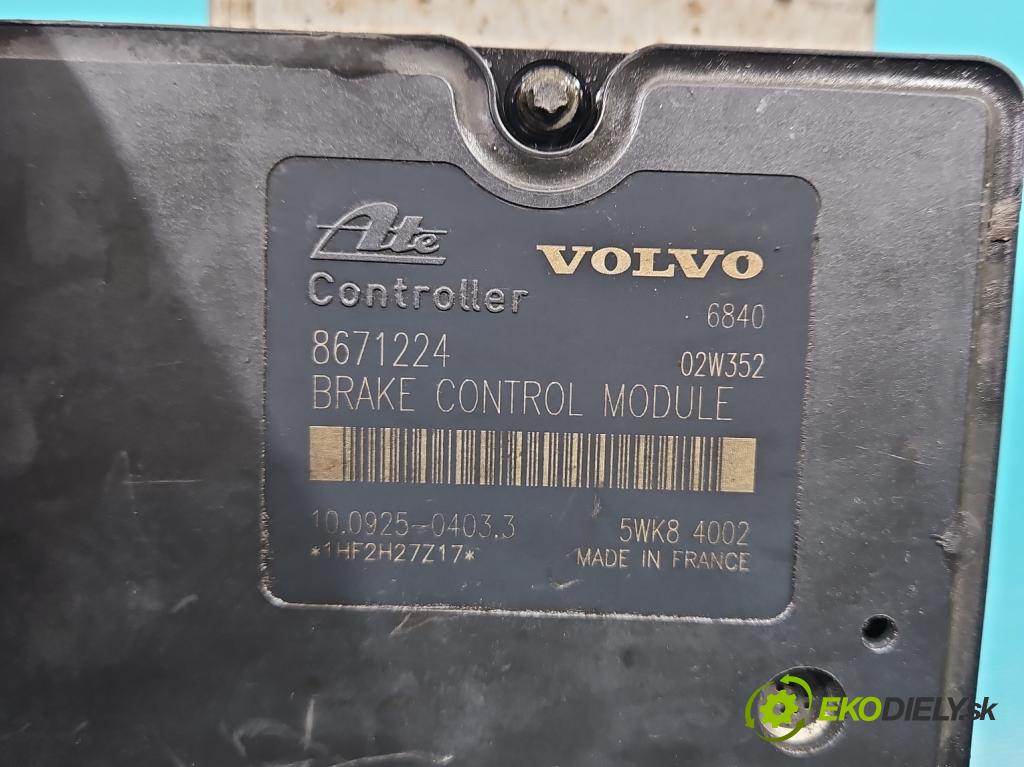 Ate VOLVO
Controller 6840
8671224 02W352
BRAKE CONTROL MODULE
10.0925-0403.3 5WK8 4002
*1HF2H27Z17* MADE IN FRANCE
EKODIELY.sk